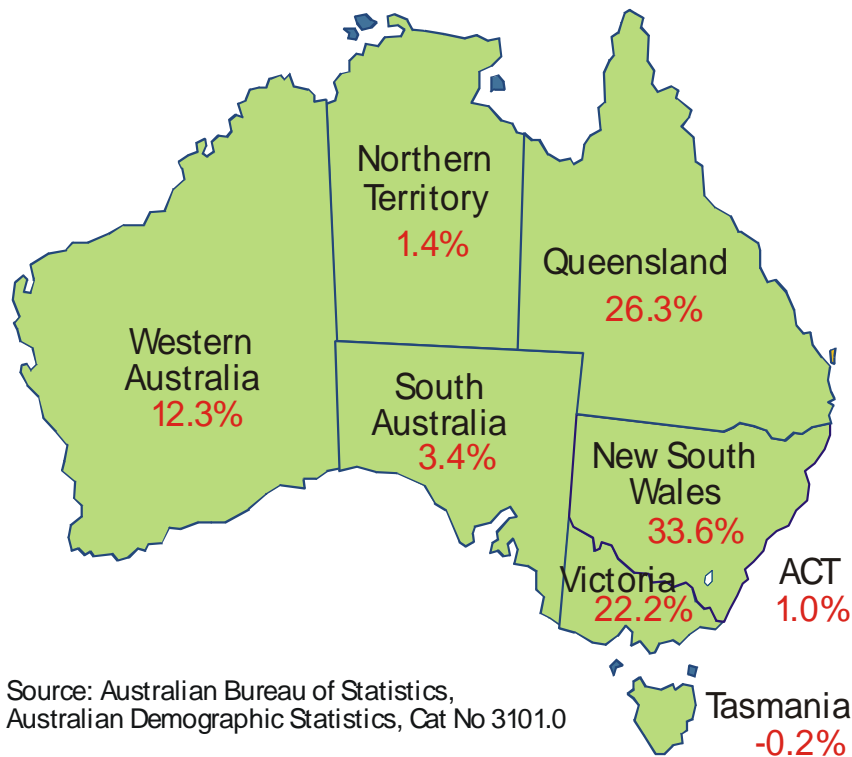 Northern
Territory
1.4%
Queensland
26.3%
Western
Australia
12.3%
South
Australia
3.4%
New South
Wales
33.6%
Victoria
22.2%
ACT
1.0%
Tasmania
-0.2%
Source: Australian Bureau of Statistics,
Australian Demographic Statistics, Cat No 3101.0